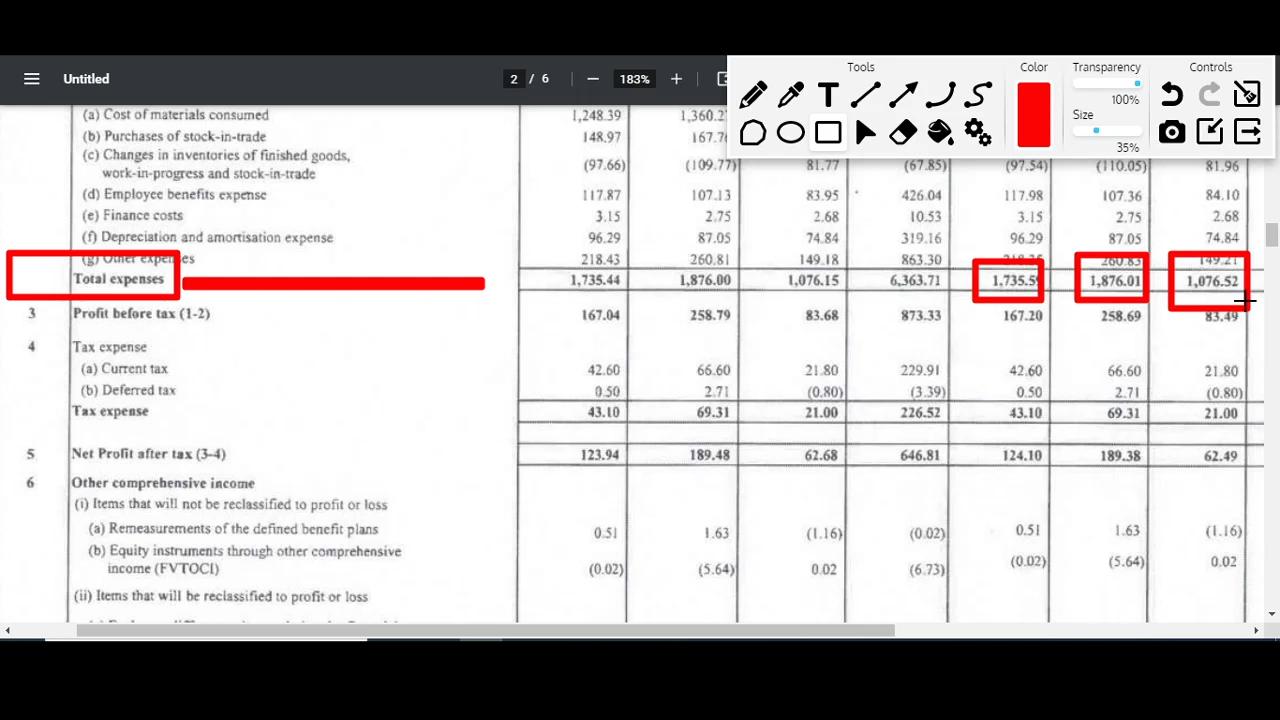 Untitled
2 / 6
183%
Tools
Color
Transparency
100%
Size
35%
Controls
T
(a) Cost of materials consumed 1,248.39
(b) Purchases of stock-in-trade 148.97
(c) Changes in inventories of finished goods,
work-in-progress and stock-in-trade (97.66) (109.77) 81.77 (67.85) (97.54) (110.05) 81.96
(d) Employee benefits expense 117.87 107.13 83.95 426.04 117.98 107.36 84.10
(e) Finance costs 3.15 2.75 2.68 10.53 3.15 2.75 2.68
(f) Depreciation and amortisation expense 96.29 87.05 74.84 319.16 96.29 87.05 74.84
(g) Other expenses 218.43 260.81 149.18 863.30 260.83 149.21
Total expenses 1,735.44 1,876.00 1,076.15 6,363.71 1,735.59 1,876.01 1,076.52
3 Profit before tax (1-2) 167.04 258.79 83.68 873.33 167.20 258.69 83.49
4 Tax expense
(a) Current tax 42.60 66.60 21.80 229.91 42.60 66.60 21.80
(b) Deferred tax 0.50 2.71 (0.80) (3.39) 0.50 2.71 (0.80)
Tax expense 43.10 69.31 21.00 226.52 43.10 69.31 21.00
5 Net Profit after tax (3-4) 123.94 189.48 62.68 646.81 124.10 189.38 62.49
6 Other comprehensive income
(i) Items that will not be reclassified to profit or loss
(a) Remeasurements of the defined benefit plans 0.51 1.63 (1.16) (0.02) 0.51 1.63 (1.16)
(b) Equity instruments through other comprehensive
income (FVTOCI) (0.02) (5.64) 0.02 (6.73) (0.02) (5.64) 0.02
(ii) Items that will be reclassified to profit or loss